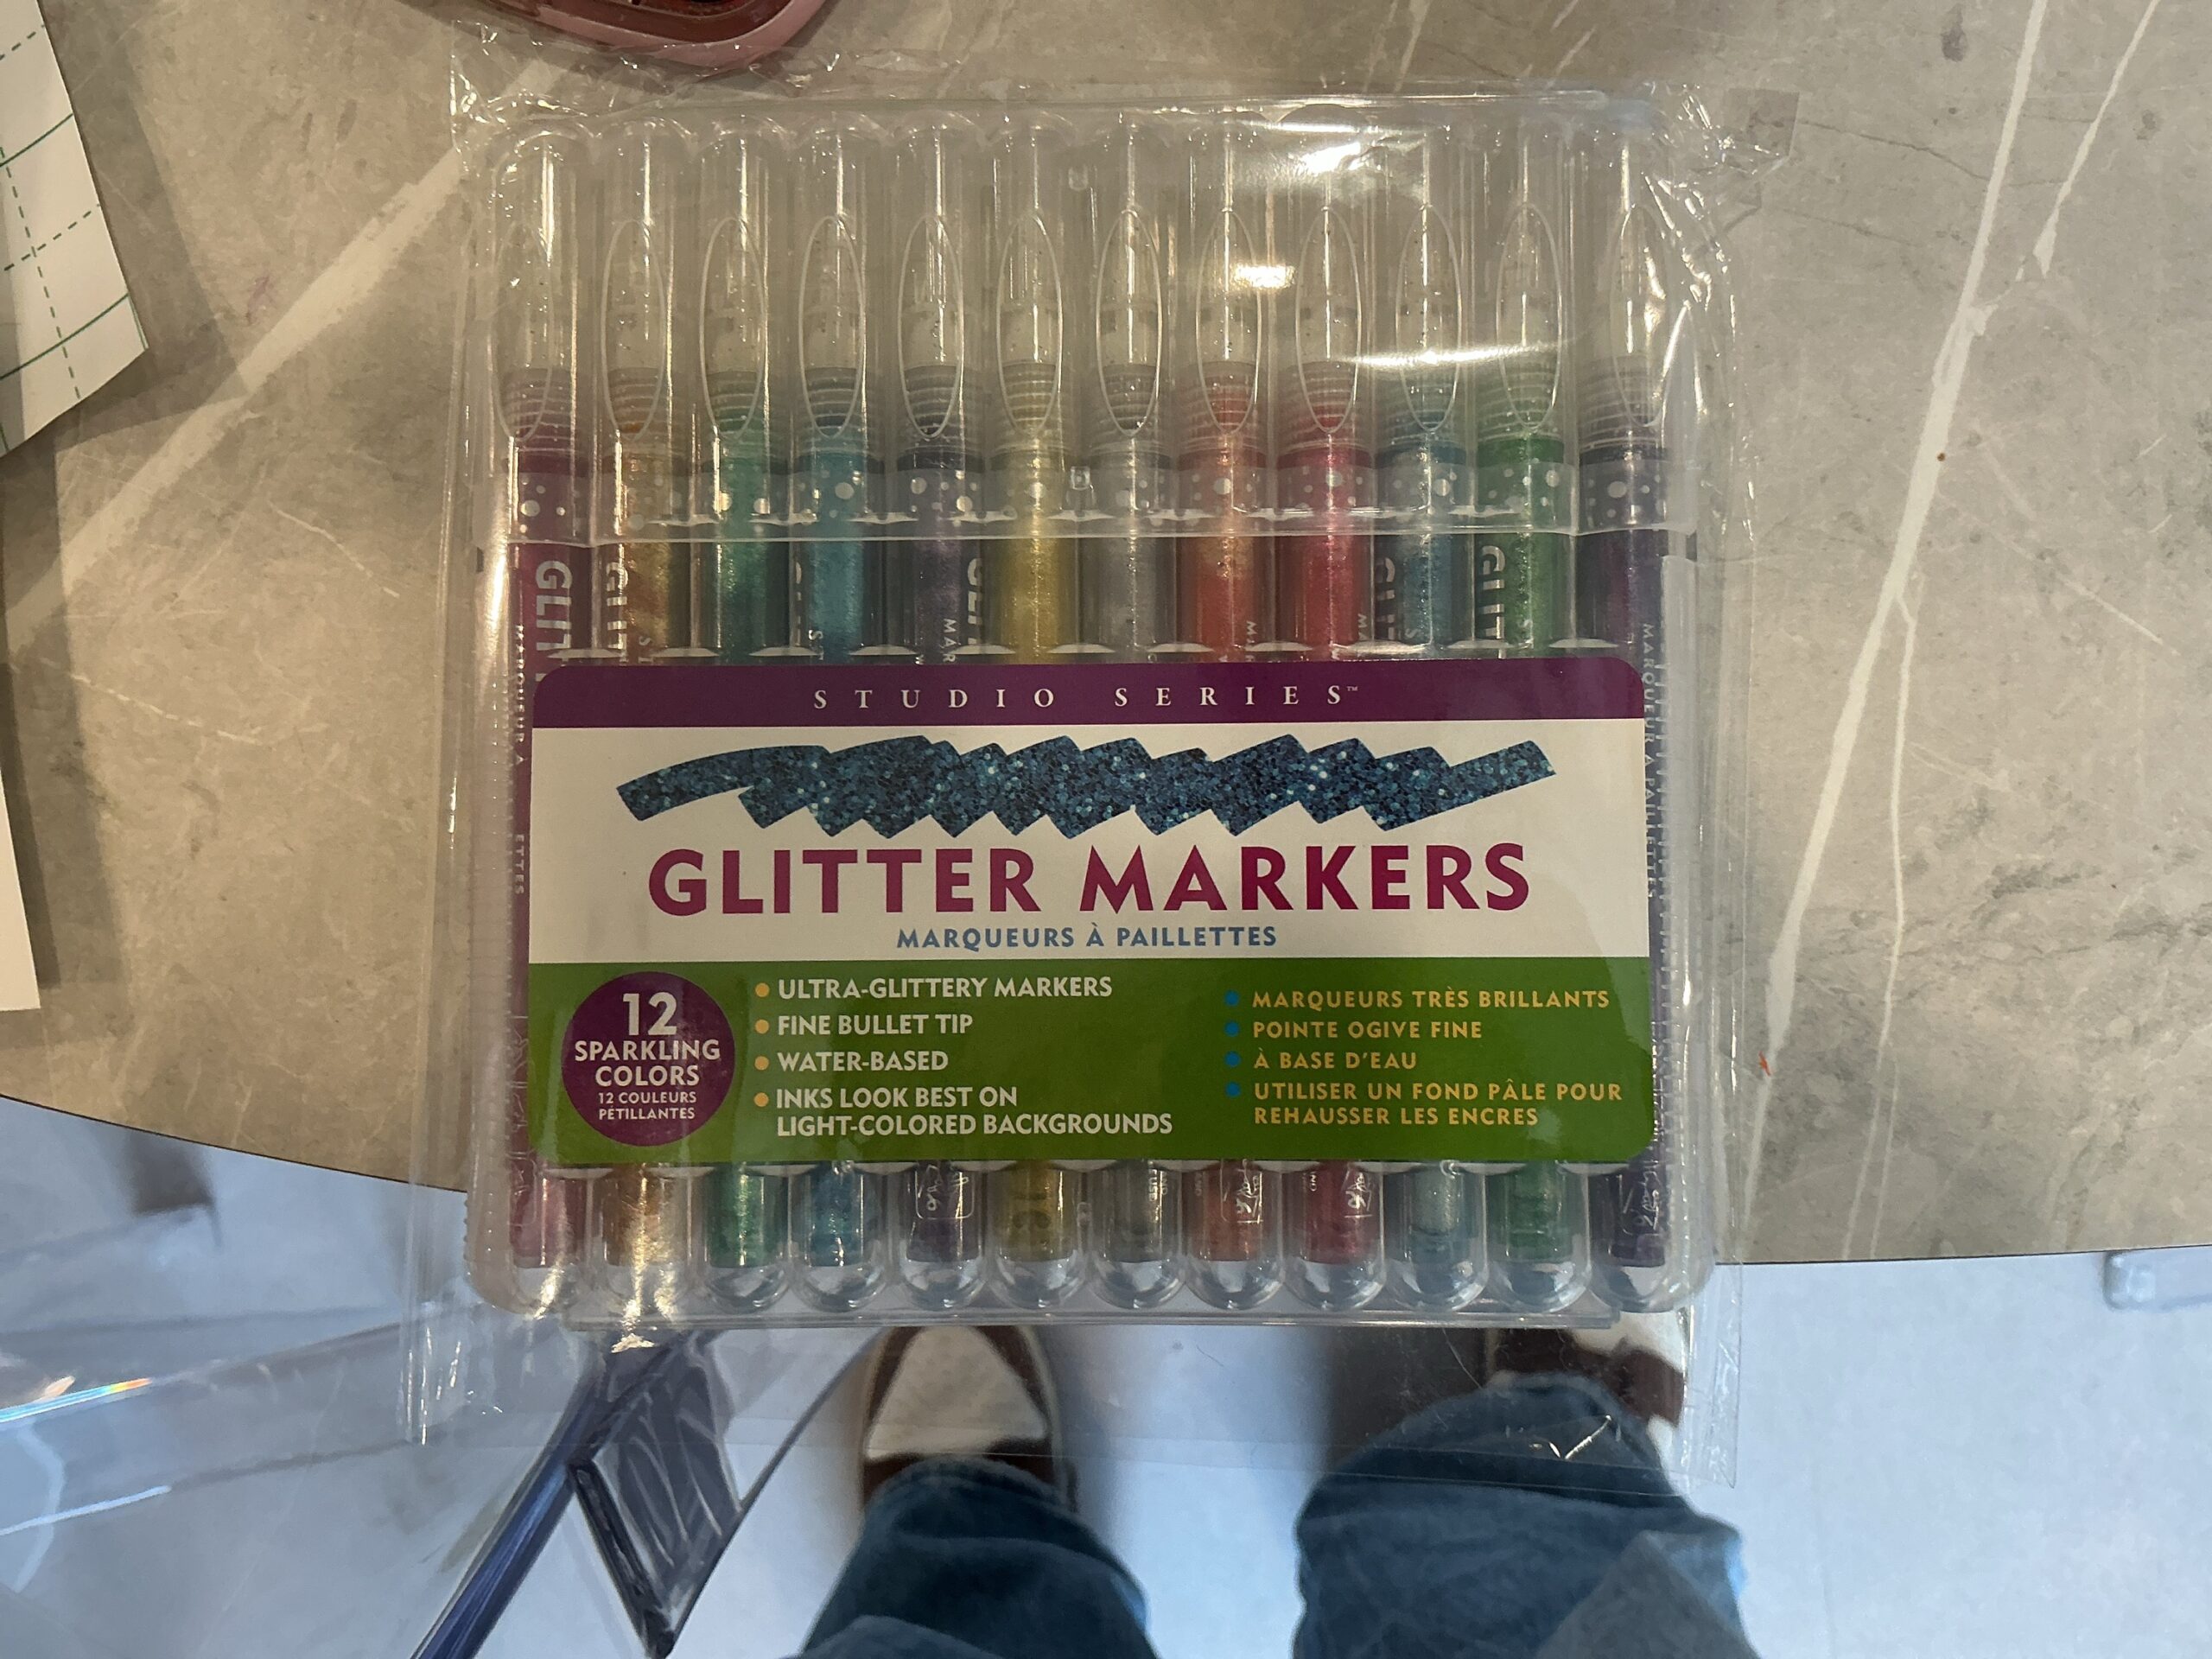 STUDIO SERIES™
GLITTER MARKERS
MARQUEURS À PAILLETTES
12
SPARKLING
COLORS
12 COULEURS
PÉTILLANTES
• ULTRA-GLITTERY MARKERS
• FINE BULLET TIP
• WATER-BASED
• INKS LOOK BEST ON
LIGHT-COLORED BACKGROUNDS
• MARQUEURS TRÈS BRILLANTS
• POINTE OGIVE FINE
• À BASE D'EAU
• UTILISER UN FOND PÂLE POUR
REHAUSSER LES ENCRES
MARQUEUR À PAILLETTES